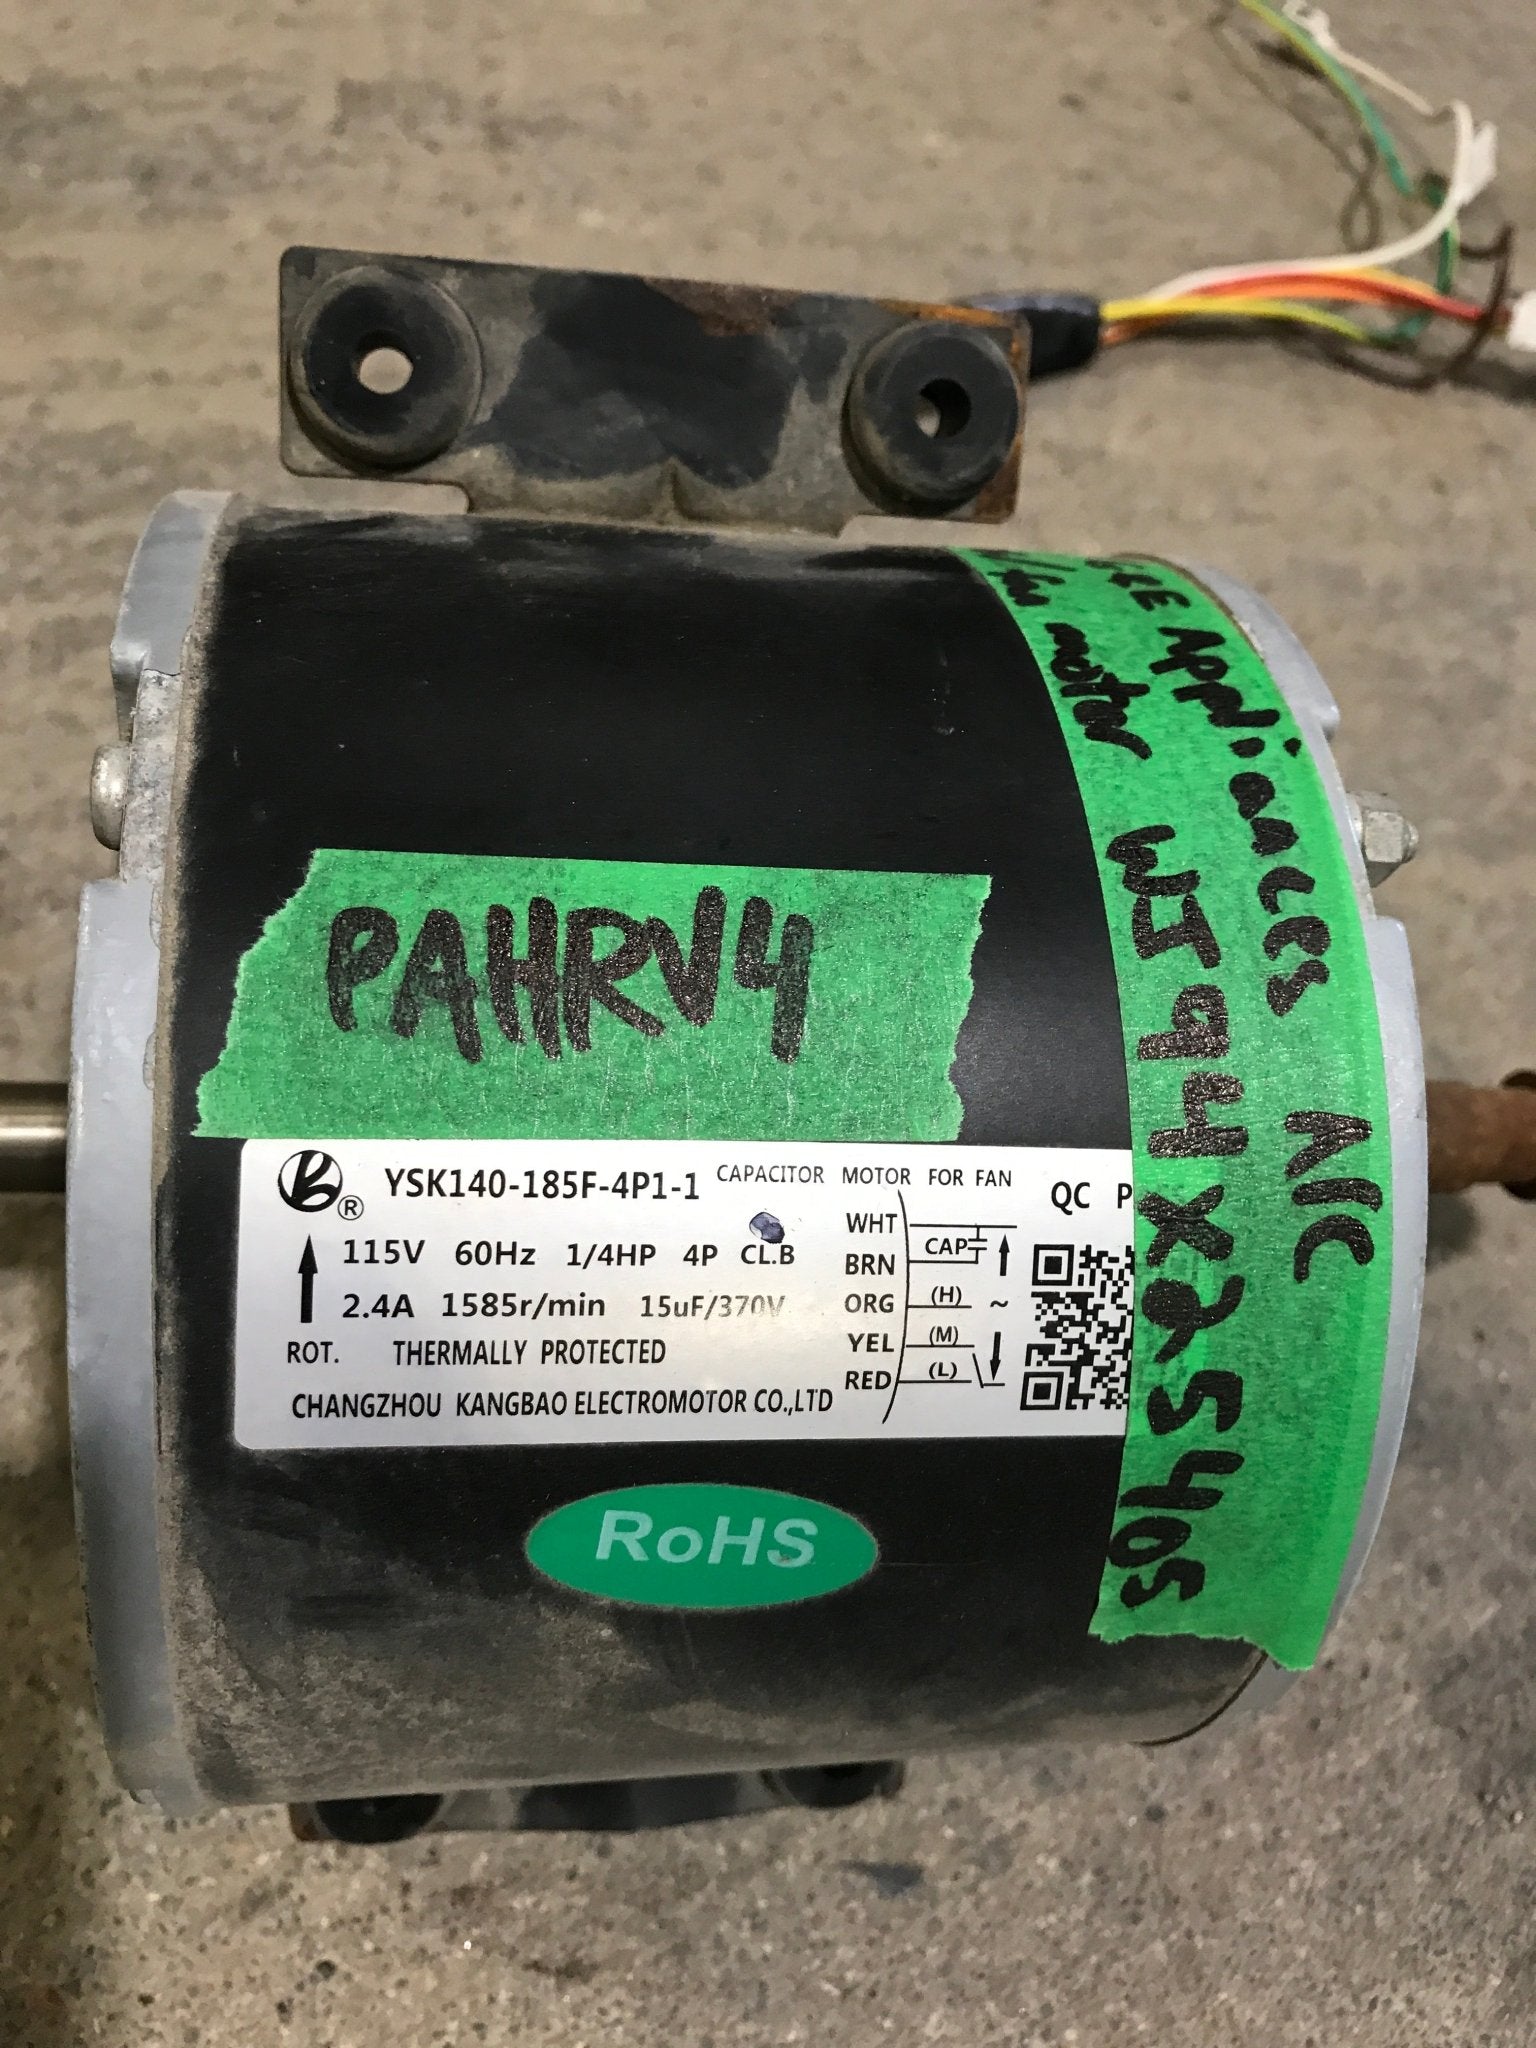 GE Appliances A/C
w/fan motor WJ94X25405
PAHRV4
YSK140-185F-4P1-1 CAPACITOR MOTOR FOR FAN
®
QC P
115V 60Hz 1/4HP 4P CL.B
2.4A 1585r/min 15uF/370V
ROT. THERMALLY PROTECTED
CHANGZHOU KANGBAO ELECTROMOTOR CO.,LTD
WHT
CAP
BRN
ORG (H) ~
YEL (M)
RED (L)
RoHS